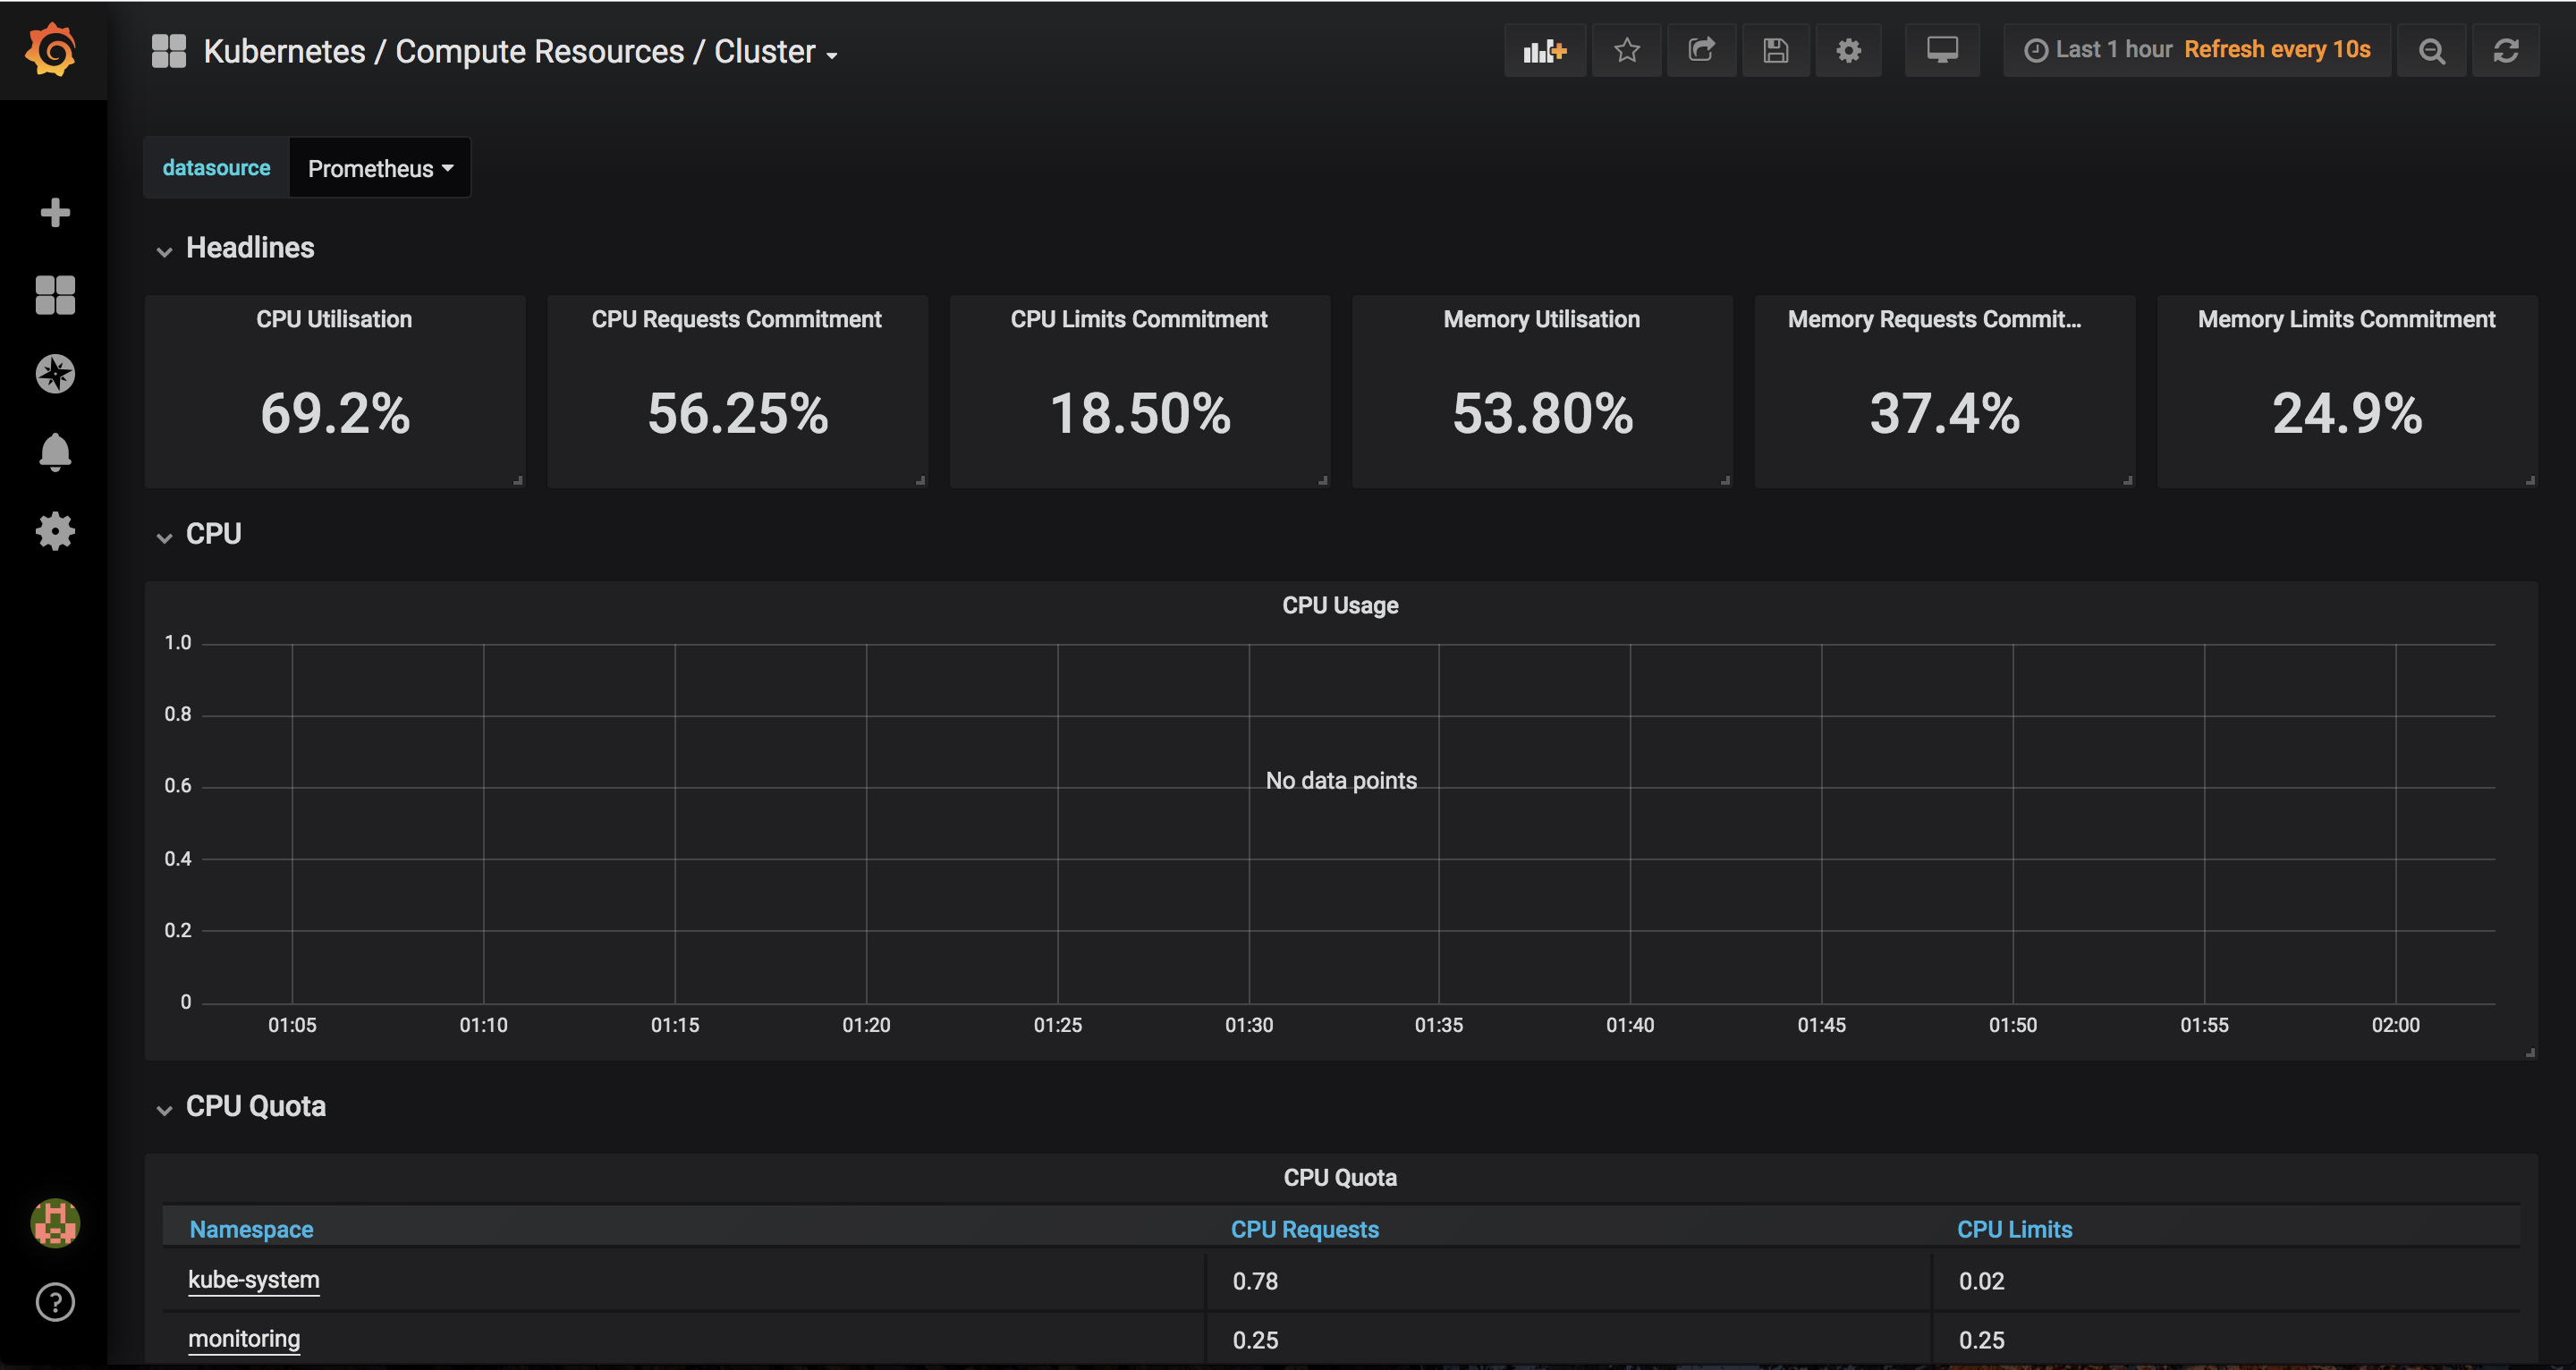 Kubernetes / Compute Resources / Cluster
Last 1 hour Refresh every 10s
datasource Prometheus
Headlines
CPU Utilisation
69.2%
CPU Requests Commitment
56.25%
CPU Limits Commitment
18.50%
Memory Utilisation
53.80%
Memory Requests Commit...
37.4%
Memory Limits Commitment
24.9%
CPU
CPU Usage
1.0
0.8
0.6
0.4
0.2
0
No data points
01:05 01:10 01:15 01:20 01:25 01:30 01:35 01:40 01:45 01:50 01:55 02:00
CPU Quota
CPU Quota
Namespace CPU Requests CPU Limits
kube-system 0.78 0.02
monitoring 0.25 0.25